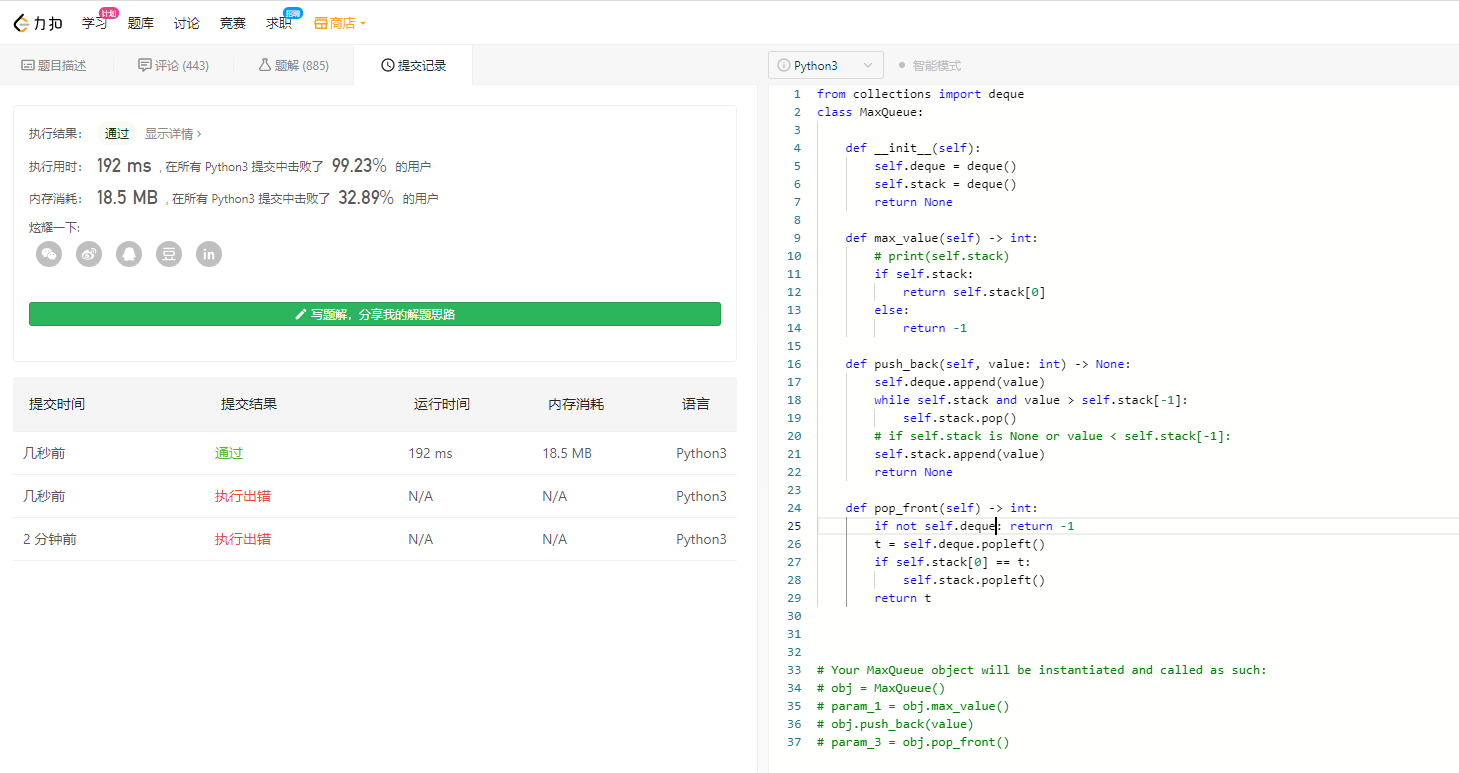 力扣 学习 计划 题库 讨论 竞赛 求职 招聘 商店
题目描述 评论 (443) 题解 (885) 提交记录
执行结果： 通过 显示详情 ›
执行用时： 192 ms , 在所有 Python3 提交中击败了 99.23% 的用户
内存消耗： 18.5 MB , 在所有 Python3 提交中击败了 32.89% 的用户
炫耀一下:
豆 in
写题解，分享我的解题思路
提交时间 提交结果 运行时间 内存消耗 语言
几秒前 通过 192 ms 18.5 MB Python3
几秒前 执行出错 N/A N/A Python3
2 分钟前 执行出错 N/A N/A Python3
Python3 智能模式
1 from collections import deque
2 class MaxQueue:
3
4     def __init__(self):
5         self.deque = deque()
6         self.stack = deque()
7         return None
8
9     def max_value(self) -> int:
10         # print(self.stack)
11         if self.stack:
12             return self.stack[0]
13         else:
14             return -1
15
16     def push_back(self, value: int) -> None:
17         self.deque.append(value)
18         while self.stack and value > self.stack[-1]:
19             self.stack.pop()
20         # if self.stack is None or value < self.stack[-1]:
21         self.stack.append(value)
22         return None
23
24     def pop_front(self) -> int:
25         if not self.deque: return -1
26         t = self.deque.popleft()
27         if self.stack[0] == t:
28             self.stack.popleft()
29         return t
30
31
32
33 # Your MaxQueue object will be instantiated and called as such:
34 # obj = MaxQueue()
35 # param_1 = obj.max_value()
36 # obj.push_back(value)
37 # param_3 = obj.pop_front()